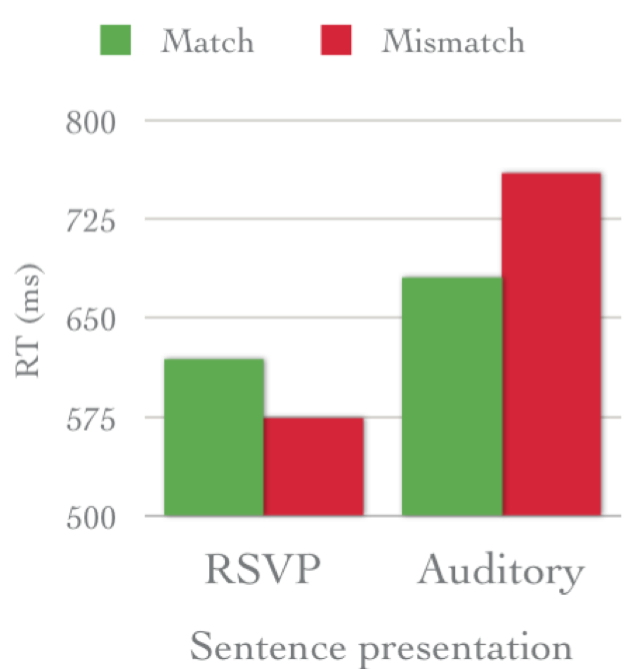 Match Mismatch
800
725
650
575
500
RT (ms)
RSVP Auditory
Sentence presentation